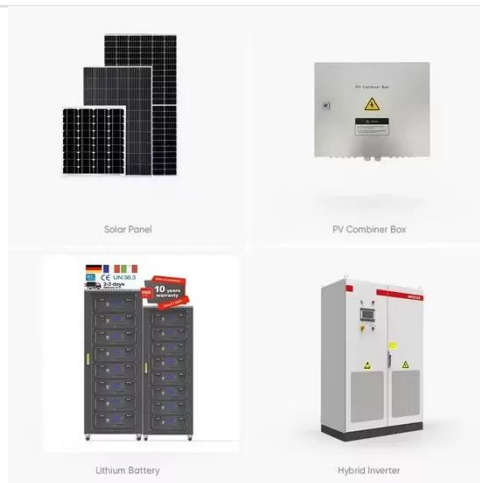 Solar Panel
PV Combiner Box
PV Combiner Box
CE UN38.3
2-3 days
10 years
warranty
Lithium Battery
Hybrid Inverter